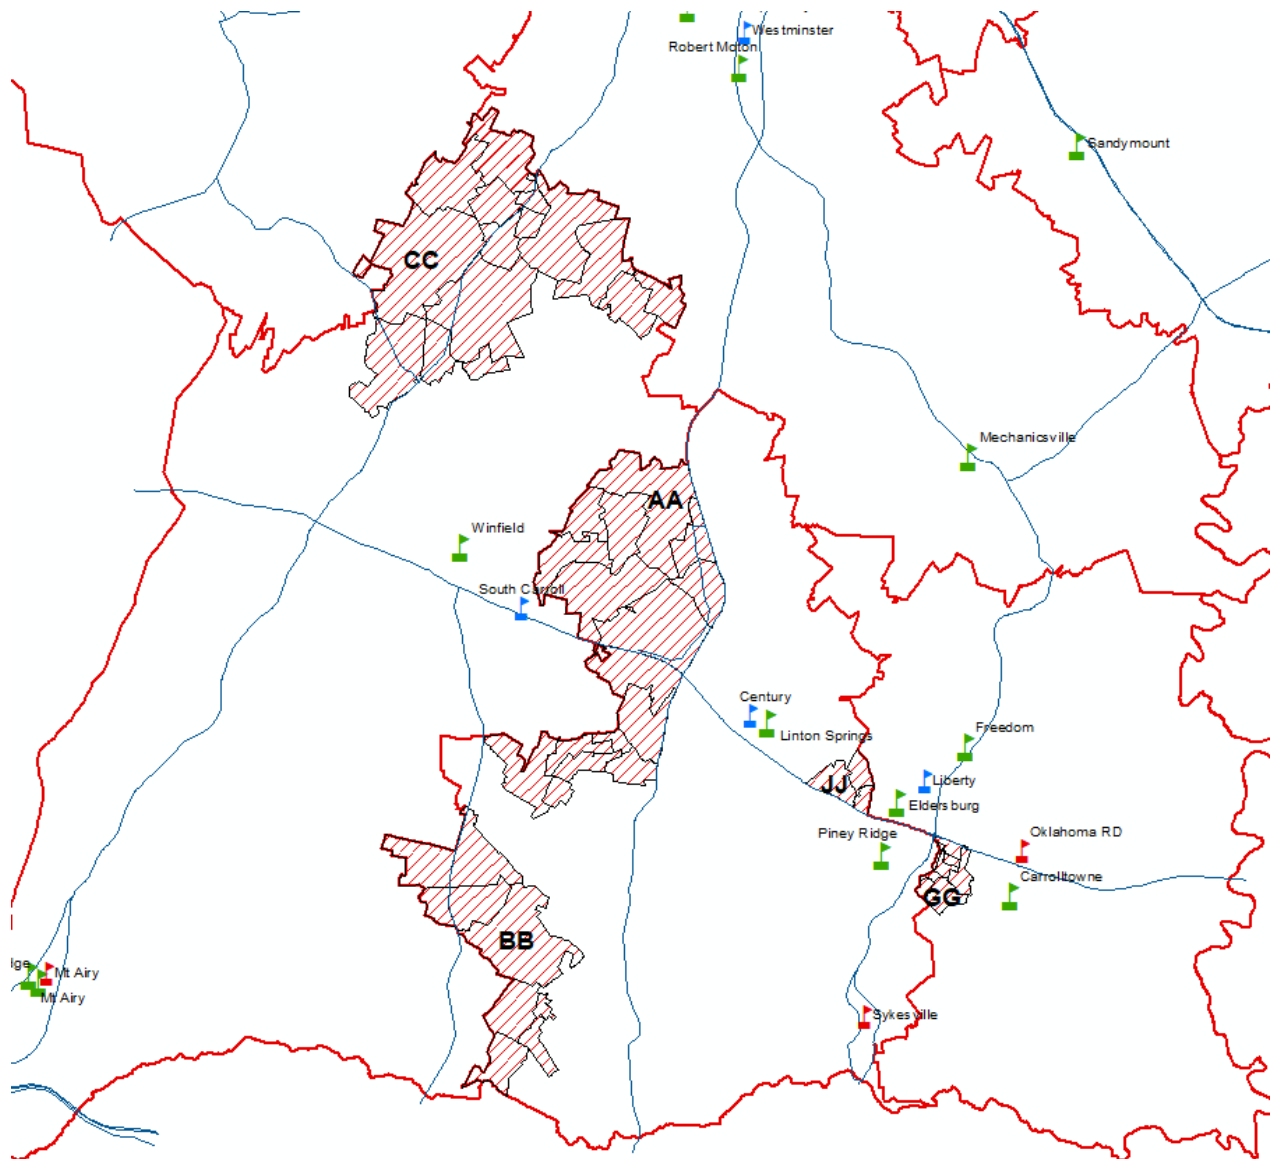 Westminster
Robert Moton
Sandymount
CC
Mechanicsville
AA
Winfield
South Carroll
Century
Linton Springs
Freedom
JJ
Liberty
Eldersburg
Piney Ridge
Oklahoma RD
Carrolltowne
GG
BB
dge
Mt Airy
Mt Airy
Sykesville